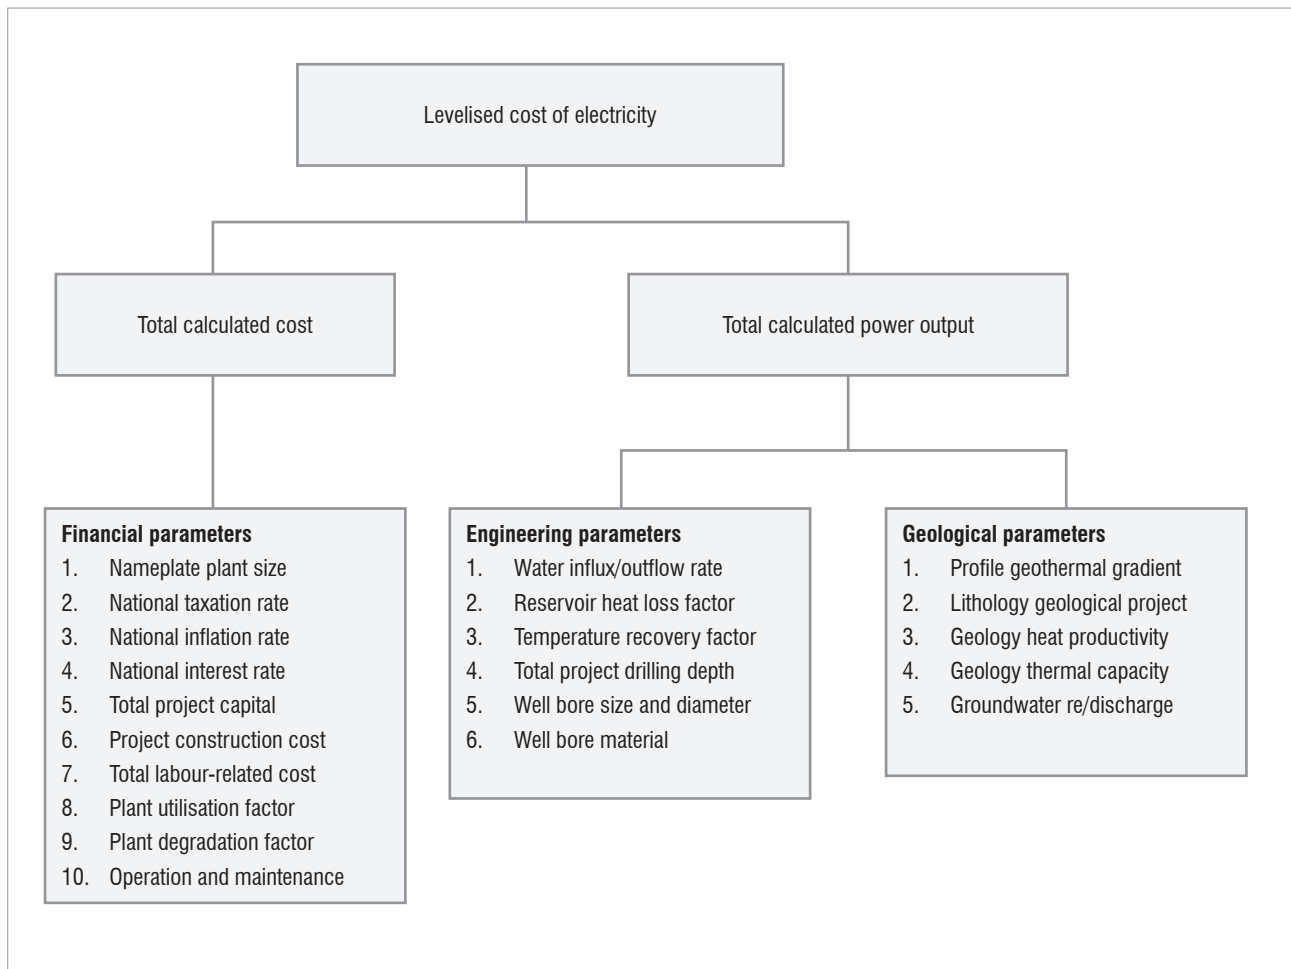 Levelised cost of electricity
Total calculated cost
Total calculated power output
Financial parameters
1. Nameplate plant size
2. National taxation rate
3. National inflation rate
4. National interest rate
5. Total project capital
6. Project construction cost
7. Total labour-related cost
8. Plant utilisation factor
9. Plant degradation factor
10. Operation and maintenance
Engineering parameters
1. Water influx/outflow rate
2. Reservoir heat loss factor
3. Temperature recovery factor
4. Total project drilling depth
5. Well bore size and diameter
6. Well bore material
Geological parameters
1. Profile geothermal gradient
2. Lithology geological project
3. Geology heat productivity
4. Geology thermal capacity
5. Groundwater re/discharge